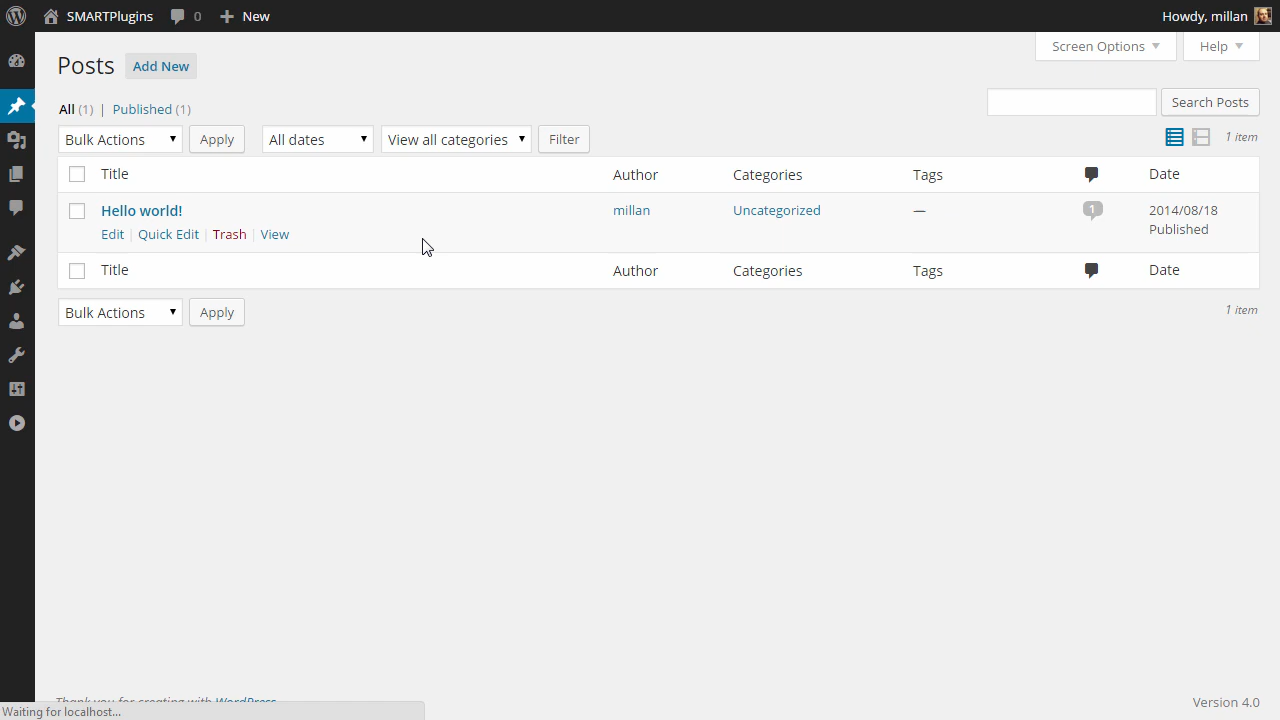 SMARTPlugins 0 New Howdy, millan
Screen Options Help
Posts Add New
All (1) | Published (1)
Search Posts
Bulk Actions Apply All dates View all categories Filter 1 item
Title Author Categories Tags Date
Hello world! millan Uncategorized — 1 2014/08/18
Published
Edit | Quick Edit | Trash | View
Title Author Categories Tags Date
Bulk Actions Apply 1 item
Thank you for creating with WordPress Version 4.0
Waiting for localhost...